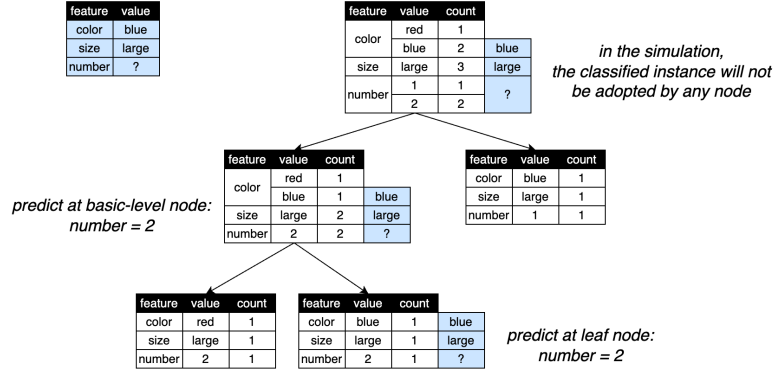 feature value
color blue
size large
number ?
feature value count
color red 1
blue 2 blue
size large 3 large
number 1 1 ?
2 2
in the simulation,
the classified instance will not
be adopted by any node
feature value count
color red 1
blue 1 blue
size large 2 large
number 2 2 ?
feature value count
color blue 1
size large 1
number 1 1
predict at basic-level node:
number = 2
feature value count
color red 1
size large 1
number 2 1
feature value count
color blue 1 blue
size large 1 large
number 2 1 ?
predict at leaf node:
number = 2